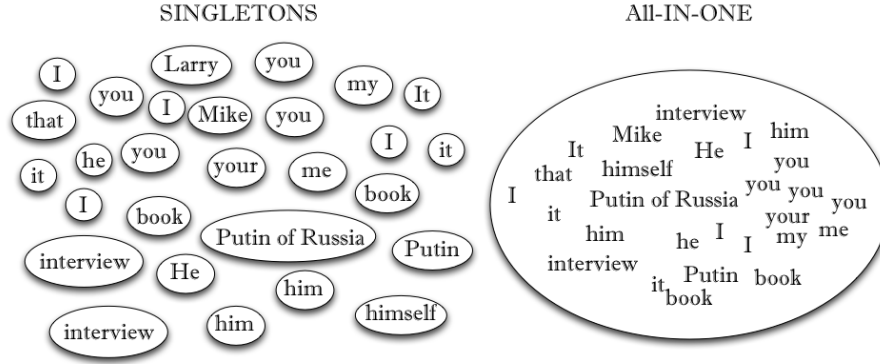 SINGLETONS
All-IN-ONE
I
Larry
you
my
It
you
I
Mike
you
that
I
it
it
he
you
your
me
book
I
book
Putin of Russia
Putin
interview
He
him
himself
interview
him
interview
Mike
He
I
him
It
you
that
himself
I
Putin of Russia
you
you
you
it
your
him
he
I
I
my
me
interview
it
Putin
book
book